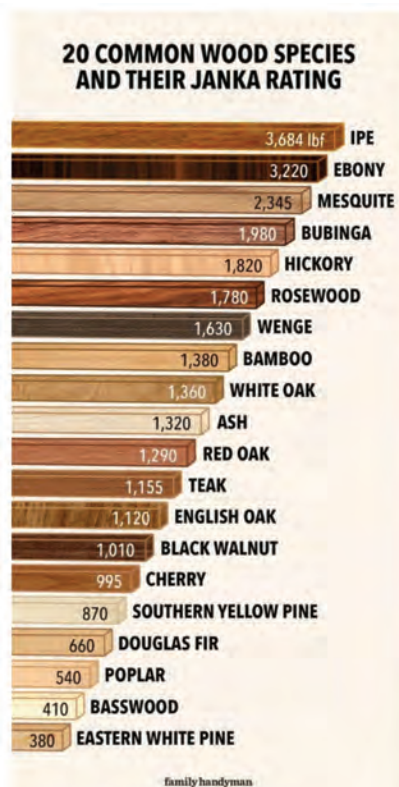 20 COMMON WOOD SPECIES
AND THEIR JANKA RATING
3,684 lbf IPE
3,220 EBONY
2,345 MESQUITE
1,980 BUBINGA
1,820 HICKORY
1,780 ROSEWOOD
1,630 WENGE
1,380 BAMBOO
1,360 WHITE OAK
1,320 ASH
1,290 RED OAK
1,155 TEAK
1,120 ENGLISH OAK
1,010 BLACK WALNUT
995 CHERRY
870 SOUTHERN YELLOW PINE
660 DOUGLAS FIR
540 POPLAR
410 BASSWOOD
380 EASTERN WHITE PINE
familyhandyman